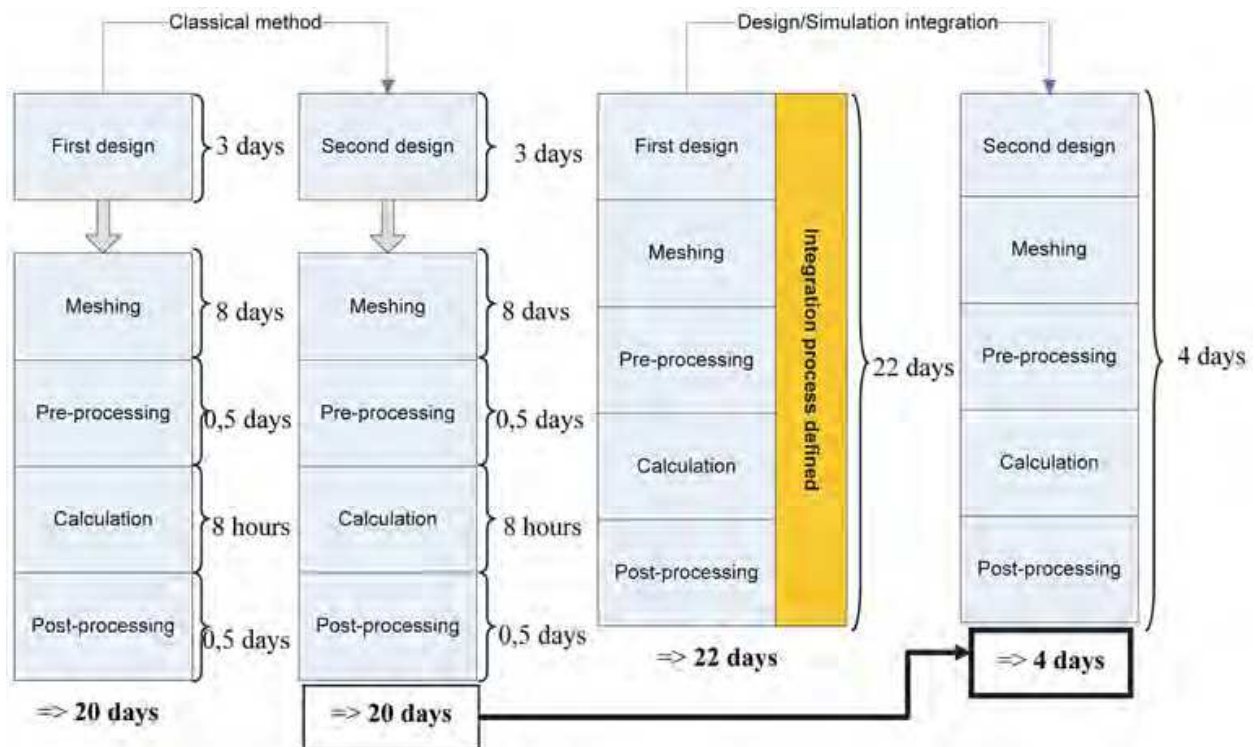 Classical method
Design/Simulation integration
First design
3 days
Second design
3 days
First design
Second design
Meshing
8 days
Meshing
8 davs
Meshing
Meshing
Pre-processing
0,5 days
Pre-processing
0,5 days
Pre-processing
Pre-processing
Calculation
8 hours
Calculation
8 hours
Calculation
Calculation
Post-processing
0,5 days
Post-processing
0,5 days
Post-processing
Post-processing
Integration process defined
22 days
4 days
=> 20 days
=> 20 days
=> 22 days
=> 4 days